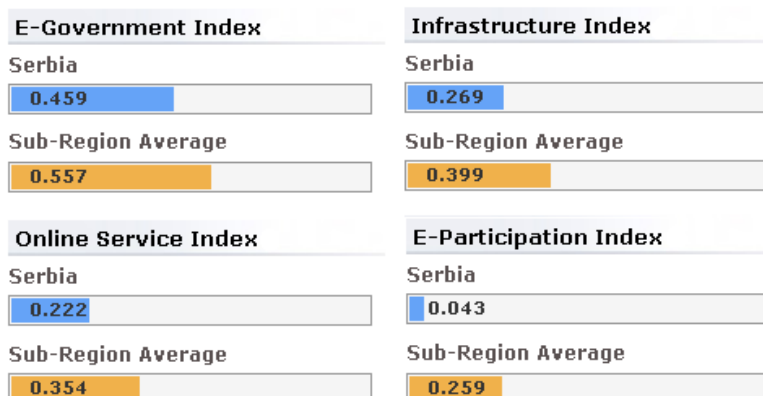 E-Government Index
Serbia
0.459
Sub-Region Average
0.557
Infrastructure Index
Serbia
0.269
Sub-Region Average
0.399
Online Service Index
Serbia
0.222
Sub-Region Average
0.354
E-Participation Index
Serbia
0.043
Sub-Region Average
0.259